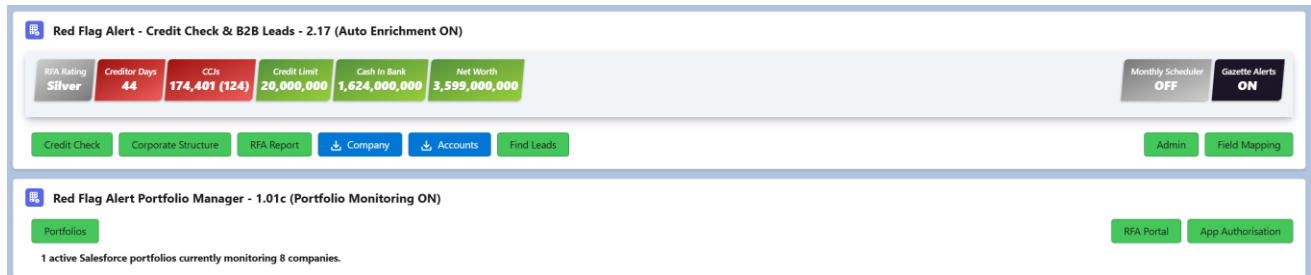 Red Flag Alert - Credit Check & B2B Leads - 2.17 (Auto Enrichment ON)
RFA Rating Creditor Days CCJs Credit Limit Cash In Bank Net Worth Monthly Scheduler Gazette Alerts
Silver 44 174,401 (124) 20,000,000 1,624,000,000 3,599,000,000 OFF ON
Credit Check Corporate Structure RFA Report Company Accounts Find Leads Admin Field Mapping
Red Flag Alert Portfolio Manager - 1.01c (Portfolio Monitoring ON)
Portfolios RFA Portal App Authorisation
1 active Salesforce portfolios currently monitoring 8 companies.